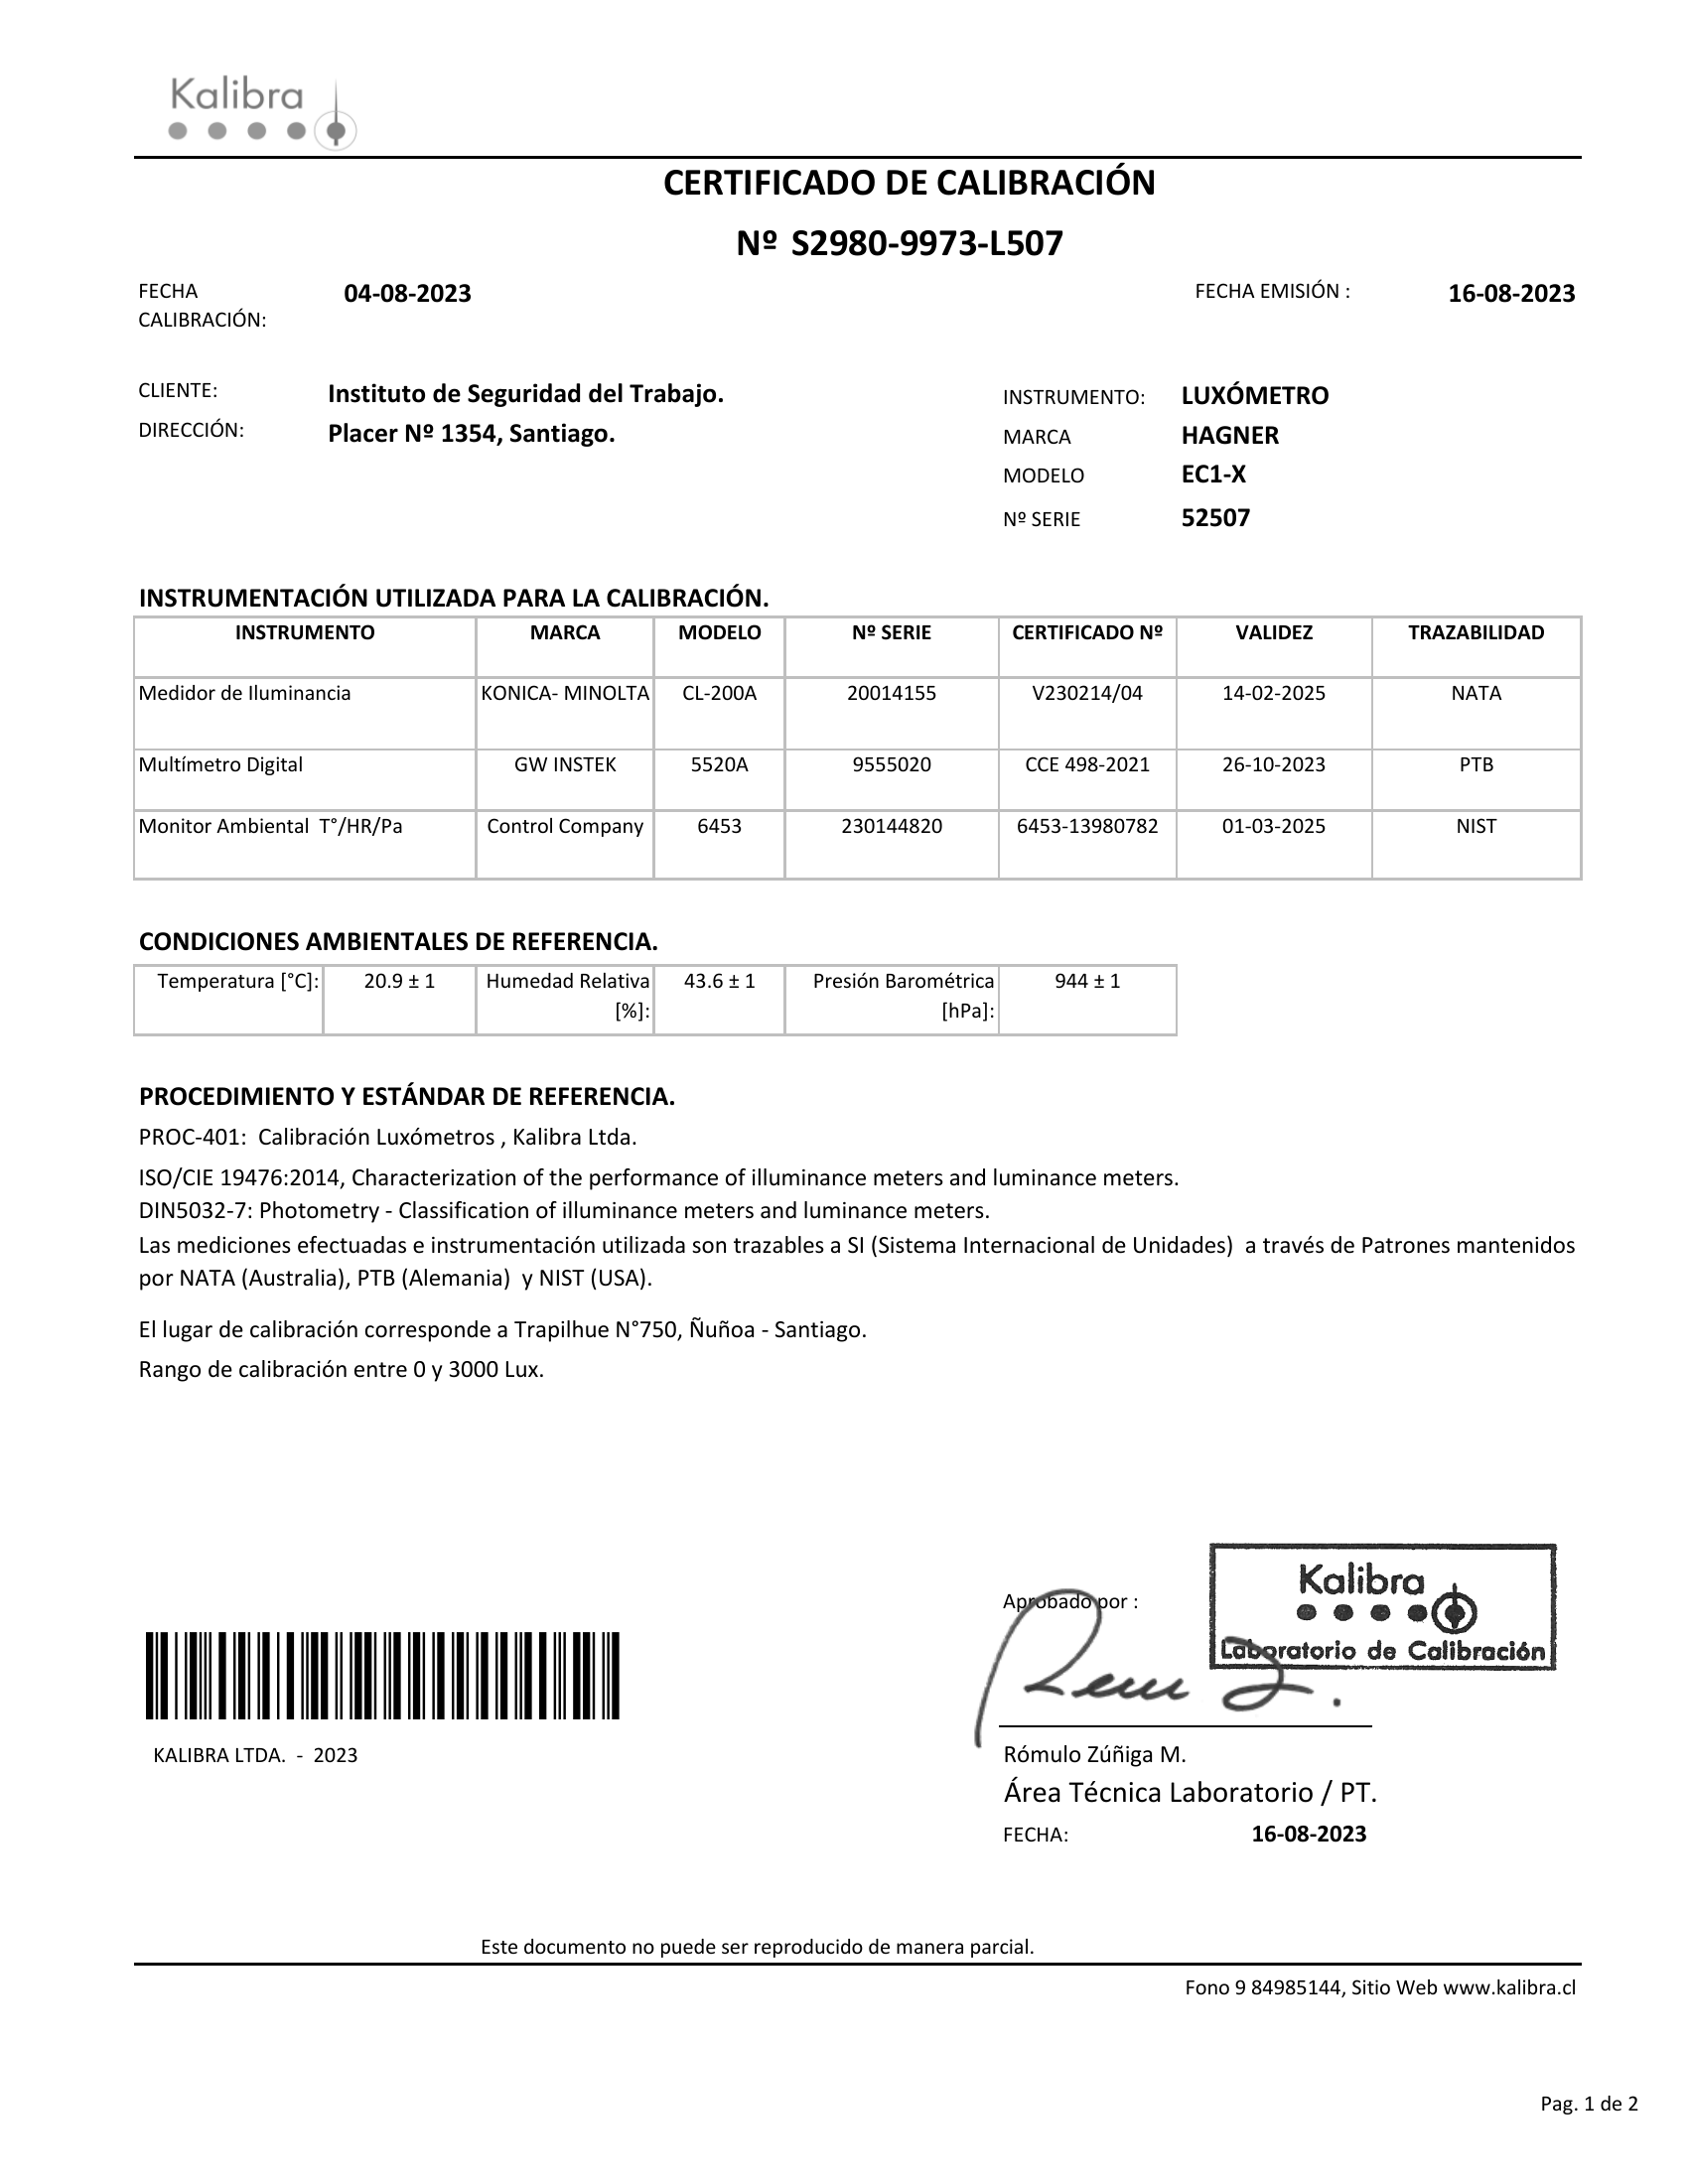 Kalibra
CERTIFICADO DE CALIBRACIÓN
Nº S2980-9973-L507
FECHA CALIBRACIÓN: 04-08-2023 FECHA EMISIÓN : 16-08-2023
CLIENTE: Instituto de Seguridad del Trabajo.
DIRECCIÓN: Placer Nº 1354, Santiago.
INSTRUMENTO: LUXÓMETRO
MARCA HAGNER
MODELO EC1-X
Nº SERIE 52507
INSTRUMENTACIÓN UTILIZADA PARA LA CALIBRACIÓN.
INSTRUMENTO MARCA MODELO Nº SERIE CERTIFICADO Nº VALIDEZ TRAZABILIDAD
Medidor de Iluminancia KONICA- MINOLTA CL-200A 20014155 V230214/04 14-02-2025 NATA
Multímetro Digital GW INSTEK 5520A 9555020 CCE 498-2021 26-10-2023 PTB
Monitor Ambiental T°/HR/Pa Control Company 6453 230144820 6453-13980782 01-03-2025 NIST
CONDICIONES AMBIENTALES DE REFERENCIA.
Temperatura [°C]: 20.9 ± 1 Humedad Relativa [%]: 43.6 ± 1 Presión Barométrica [hPa]: 944 ± 1
PROCEDIMIENTO Y ESTÁNDAR DE REFERENCIA.
PROC-401: Calibración Luxómetros , Kalibra Ltda.
ISO/CIE 19476:2014, Characterization of the performance of illuminance meters and luminance meters.
DIN5032-7: Photometry - Classification of illuminance meters and luminance meters.
Las mediciones efectuadas e instrumentación utilizada son trazables a SI (Sistema Internacional de Unidades) a través de Patrones mantenidos
por NATA (Australia), PTB (Alemania) y NIST (USA).
El lugar de calibración corresponde a Trapilhue N°750, Ñuñoa - Santiago.
Rango de calibración entre 0 y 3000 Lux.
Aprobado por :
Kalibra
Laboratorio de Calibración
KALIBRA LTDA. - 2023
Rómulo Zúñiga M.
Área Técnica Laboratorio / PT.
FECHA: 16-08-2023
Este documento no puede ser reproducido de manera parcial.
Fono 9 84985144, Sitio Web www.kalibra.cl
Pag. 1 de 2